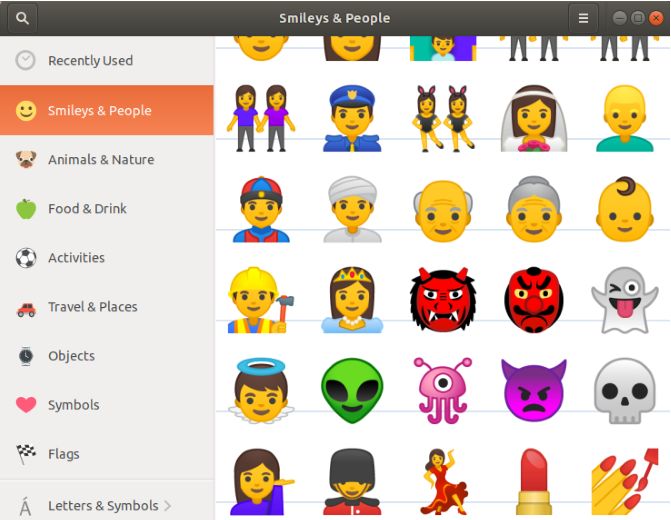 Smileys & People
Recently Used
Smileys & People
Animals & Nature
Food & Drink
Activities
Travel & Places
Objects
Symbols
Flags
Á Letters & Symbols